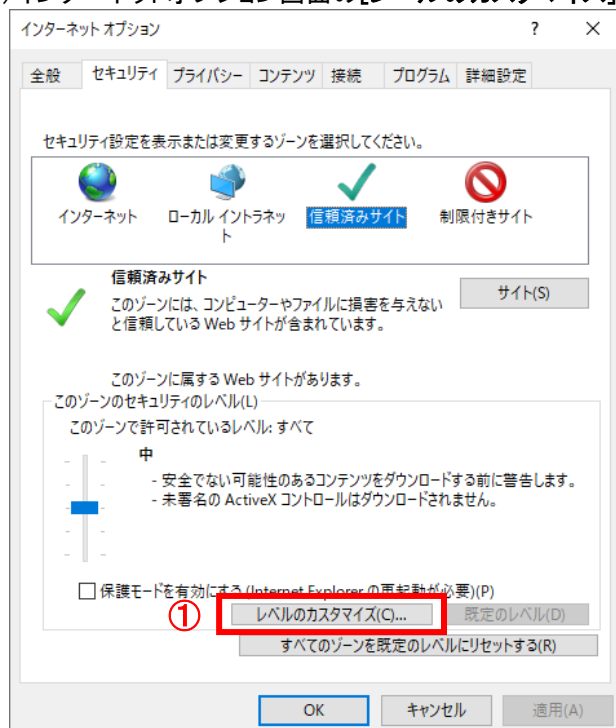 インターネット オプション
? ×
全般 セキュリティ プライバシー コンテンツ 接続 プログラム 詳細設定
セキュリティ設定を表示または変更するゾーンを選択してください。
インターネット ローカル イントラネット 信頼済みサイト 制限付きサイト
信頼済みサイト
サイト(S)
このゾーンには、コンピューターやファイルに損害を与えない
と信頼している Web サイトが含まれています。
このゾーンに属する Web サイトがあります。
このゾーンのセキュリティのレベル(L)
このゾーンで許可されているレベル: すべて
中
- 安全でない可能性のあるコンテンツをダウンロードする前に警告します。
- 未署名の ActiveX コントロールはダウンロードされません。
保護モードを有効にする (Internet Explorer の再起動が必要)(P)
① レベルのカスタマイズ(C)... 既定のレベル(D)
すべてのゾーンを既定のレベルにリセットする(R)
OK キャンセル 適用(A)